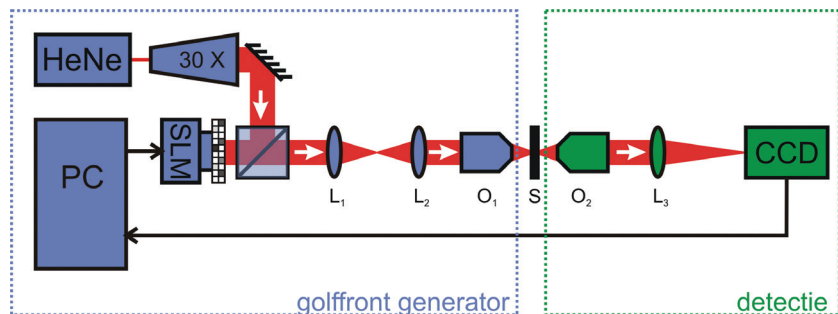 HeNe
30 X
PC
SLM
CCD
L₁
L₂
O₁
S
O₂
L₃
golffront generator
detectie